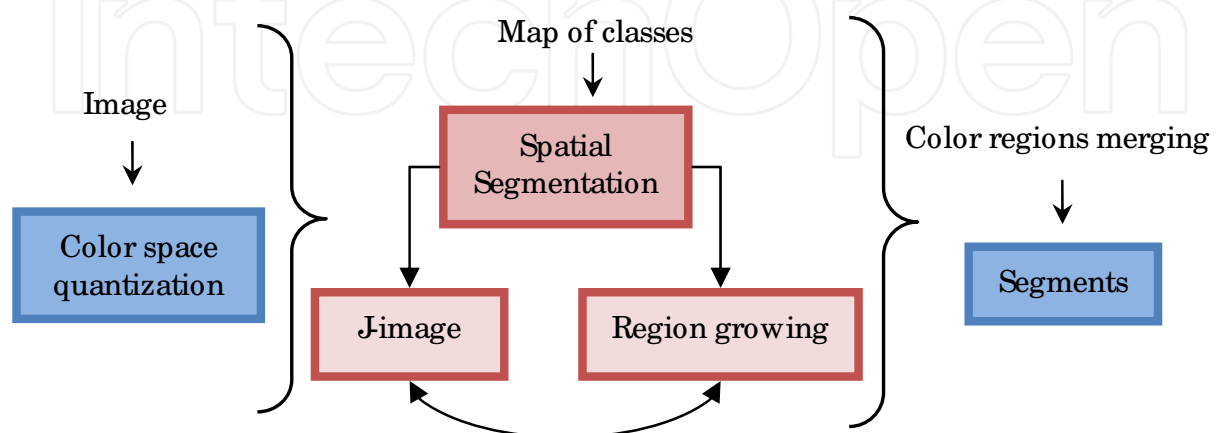 IntechOpen
Image
Color space
quantization
Map of classes
Spatial
Segmentation
J-image
Region growing
Color regions merging
Segments